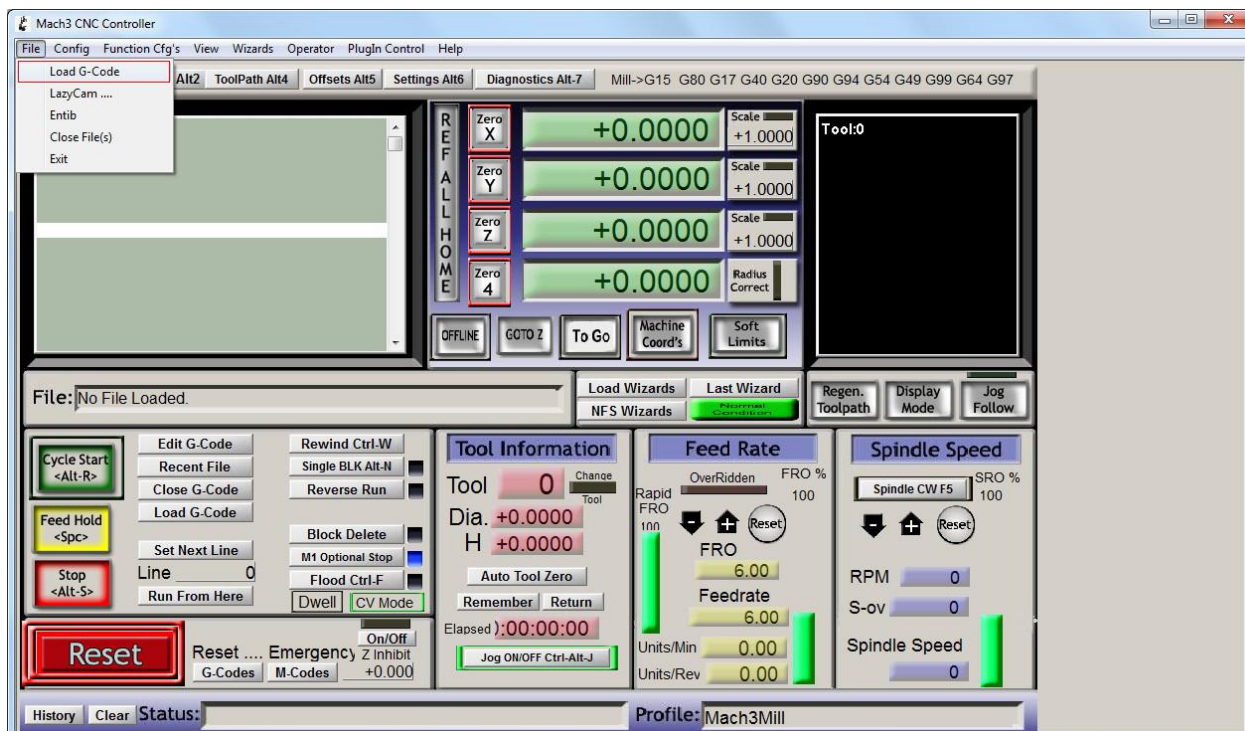 Mach3 CNC Controller
File Config Function Cfg's View Wizards Operator PlugIn Control Help
Load G-Code
LazyCam ....
Entib
Close File(s)
Exit
Alt2 ToolPath Alt4 Offsets Alt5 Settings Alt6 Diagnostics Alt-7 Mill->G15 G80 G17 G40 G20 G90 G94 G54 G49 G99 G64 G97
REF ALL HOME
Zero X +0.0000 Scale +1.0000
Zero Y +0.0000 Scale +1.0000
Zero Z +0.0000 Scale +1.0000
Zero 4 +0.0000 Radius Correct
OFFLINE GOTO Z To Go Machine Coord's Soft Limits
Tool:0
File: No File Loaded.
Load Wizards Last Wizard
NFS Wizards Normal Condition
Regen. Toolpath Display Mode Jog Follow
Cycle Start <Alt-R>
Feed Hold <Spc>
Stop <Alt-S>
Edit G-Code
Recent File
Close G-Code
Load G-Code
Set Next Line
Line 0
Run From Here
Rewind Ctrl-W
Single BLK Alt-N
Reverse Run
Block Delete
M1 Optional Stop
Flood Ctrl-F
Dwell CV Mode
Reset
Reset .... Emergency
G-Codes M-Codes
On/Off
Z Inhibit
+0.000
Tool Information
Tool 0 Change Tool
Dia. +0.0000
H +0.0000
Auto Tool Zero
Remember Return
Elapsed ):00:00:00
Jog ON/OFF Ctrl-Alt-J
Feed Rate
OverRidden FRO % 100
Rapid FRO 100
Reset
FRO
6.00
Feedrate
6.00
Units/Min 0.00
Units/Rev 0.00
Spindle Speed
Spindle CW F5 SRO % 100
Reset
RPM 0
S-ov 0
Spindle Speed
0
History Clear Status: Profile: Mach3Mill